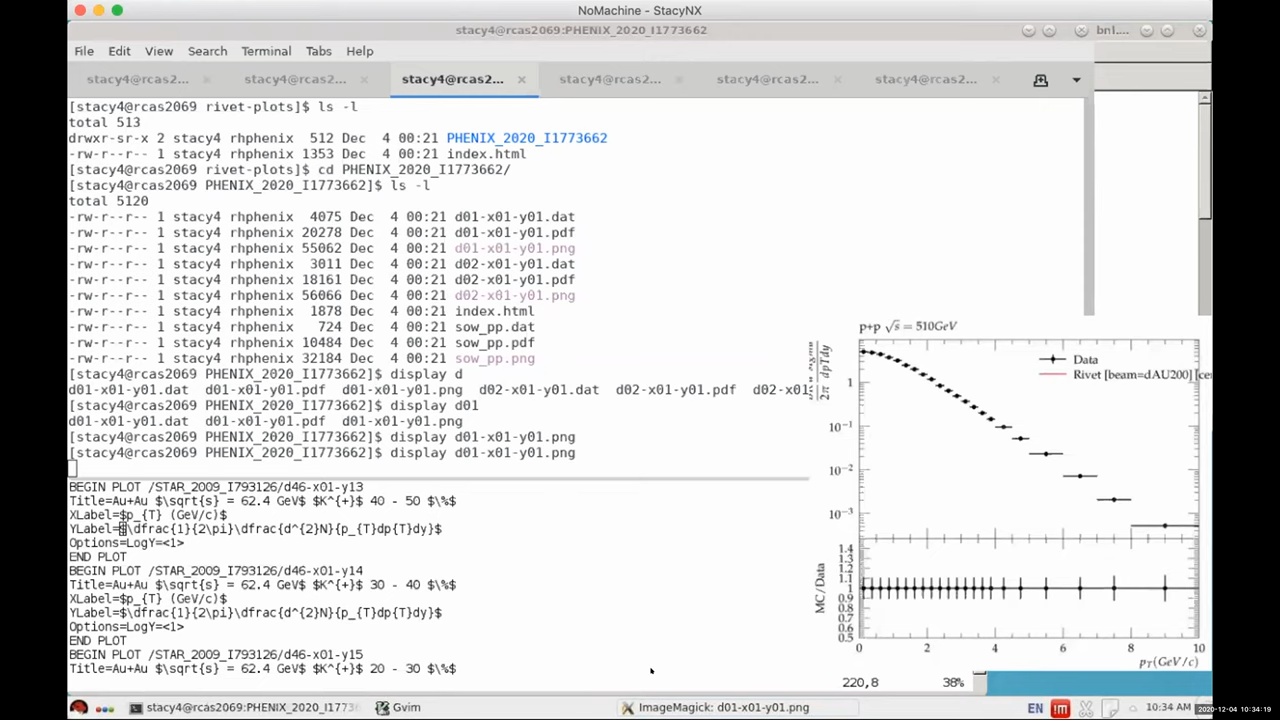 NoMachine - StacyNX
stacy4@rcas2069:PHENIX_2020_I1773662
bnl....
File Edit View Search Terminal Tabs Help
stacy4@rcas2... stacy4@rcas2... stacy4@rcas2... stacy4@rcas2... stacy4@rcas2... stacy4@rcas2...
[stacy4@rcas2069 rivet-plots]$ ls -l
total 513
drwxr-sr-x 2 stacy4 rhphenix 512 Dec 4 00:21 PHENIX_2020_I1773662
-rw-r--r-- 1 stacy4 rhphenix 1353 Dec 4 00:21 index.html
[stacy4@rcas2069 rivet-plots]$ cd PHENIX_2020_I1773662/
[stacy4@rcas2069 PHENIX_2020_I1773662]$ ls -l
total 5120
-rw-r--r-- 1 stacy4 rhphenix 4075 Dec 4 00:21 d01-x01-y01.dat
-rw-r--r-- 1 stacy4 rhphenix 20278 Dec 4 00:21 d01-x01-y01.pdf
-rw-r--r-- 1 stacy4 rhphenix 55062 Dec 4 00:21 d01-x01-y01.png
-rw-r--r-- 1 stacy4 rhphenix 3011 Dec 4 00:21 d02-x01-y01.dat
-rw-r--r-- 1 stacy4 rhphenix 18161 Dec 4 00:21 d02-x01-y01.pdf
-rw-r--r-- 1 stacy4 rhphenix 56066 Dec 4 00:21 d02-x01-y01.png
-rw-r--r-- 1 stacy4 rhphenix 1878 Dec 4 00:21 index.html
-rw-r--r-- 1 stacy4 rhphenix 724 Dec 4 00:21 sow_pp.dat
-rw-r--r-- 1 stacy4 rhphenix 10484 Dec 4 00:21 sow_pp.pdf
-rw-r--r-- 1 stacy4 rhphenix 32184 Dec 4 00:21 sow_pp.png
[stacy4@rcas2069 PHENIX_2020_I1773662]$ display d
d01-x01-y01.dat d01-x01-y01.pdf d01-x01-y01.png d02-x01-y01.dat d02-x01-y01.pdf d02-x01
[stacy4@rcas2069 PHENIX_2020_I1773662]$ display d01
d01-x01-y01.dat d01-x01-y01.pdf d01-x01-y01.png
[stacy4@rcas2069 PHENIX_2020_I1773662]$ display d01-x01-y01.png
[stacy4@rcas2069 PHENIX_2020_I1773662]$ display d01-x01-y01.png
BEGIN PLOT /STAR_2009_I793126/d46-x01-y13
Title=Au+Au $\sqrt{s} = 62.4 GeV$ $K^{+}$ 40 - 50 $\%$
XLabel=$p_{T} (GeV/c)$
YLabel=$\dfrac{1}{2\pi}\dfrac{d^{2}N}{p_{T}dp{T}dy}$
Options=LogY=<1>
END PLOT
BEGIN PLOT /STAR_2009_I793126/d46-x01-y14
Title=Au+Au $\sqrt{s} = 62.4 GeV$ $K^{+}$ 30 - 40 $\%$
XLabel=$p_{T} (GeV/c)$
YLabel=$\dfrac{1}{2\pi}\dfrac{d^{2}N}{p_{T}dp{T}dy}$
Options=LogY=<1>
END PLOT
BEGIN PLOT /STAR_2009_I793126/d46-x01-y15
Title=Au+Au $\sqrt{s} = 62.4 GeV$ $K^{+}$ 20 - 30 $\%$
220,8 38%
p+p √s = 510GeV
2π dpTdy
Data
Rivet [beam=dAU200] [cen
1
10⁻¹
10⁻²
10⁻³
MC/Data
1.4
1.3
1.2
1.1
1
0.9
0.8
0.7
0.6
0.5
0 2 4 6 8 10
pT(GeV/c)
stacy4@rcas2069:PHENIX_2020_I1773
Gvim
ImageMagick: d01-x01-y01.png
EN
10:34 AM
2020-12-04 10:34:19